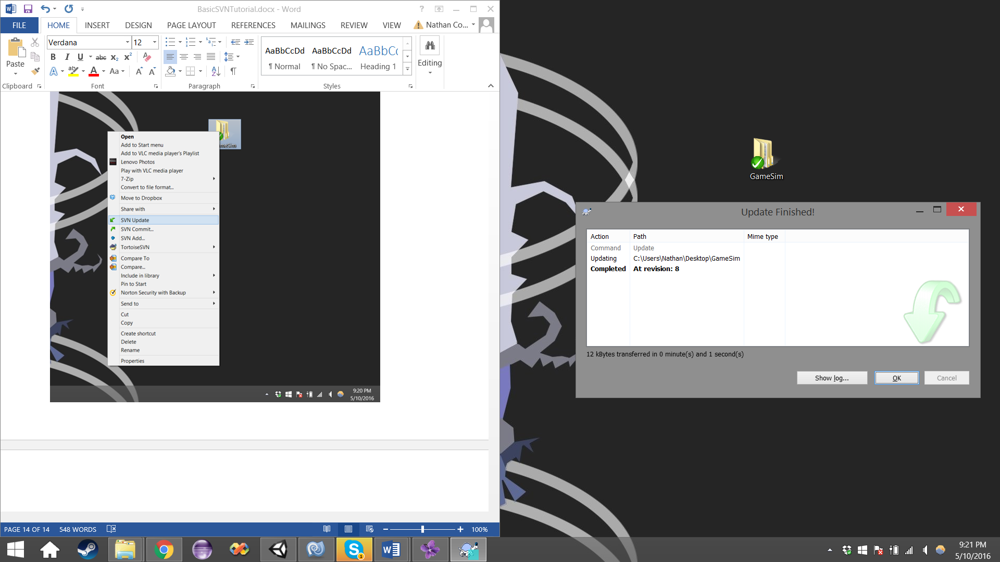 BasicSVNTutorial.docx - Word
?
FILE
HOME
INSERT
DESIGN
PAGE LAYOUT
REFERENCES
MAILINGS
REVIEW
VIEW
Nathan Co...
Paste
Verdana
12
B I U abc x₂ x²
A ab A Aa A A
Clipboard
Font
Paragraph
AaBbCcDd
¶ Normal
AaBbCcDd
¶ No Spac...
AaBbCc
Heading 1
Styles
Editing
GameSim
Open
Add to Start menu
Add to VLC media player's Playlist
Lenovo Photos
Play with VLC media player
7-Zip
Convert to file format...
Move to Dropbox
Share with
SVN Update
SVN Commit...
SVN Add...
TortoiseSVN
Compare To
Compare...
Include in library
Pin to Start
Norton Security with Backup
Send to
Cut
Copy
Create shortcut
Delete
Rename
Properties
9:20 PM
5/10/2016
PAGE 14 OF 14
548 WORDS
100%
GameSim
Update Finished!
Action Path Mime type
Command Update
Updating C:\Users\Nathan\Desktop\GameSim
Completed At revision: 8
12 kBytes transferred in 0 minute(s) and 1 second(s)
Show log...
OK
Cancel
1
9:21 PM
5/10/2016